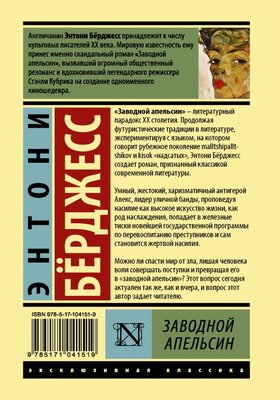 Англичанин Энтони Бёрджесс принадлежит к числу
культовых писателей XX века. Мировую известность ему
принес именно скандальный роман «Заводной
апельсин», вызвавший огромный общественный
резонанс и вдохновивший легендарного режиссера
Стэнли Кубрика на создание одноименного
киношедевра.
«Заводной апельсин» – литературный
парадокс XX столетия. Продолжая
футуристические традиции в литературе,
экспериментируя с языком, на котором
говорит рубежное поколение malltshipallt-
shikov и kisok «надсатых», Энтони Бёрджесс
создает роман, признанный классикой
современной литературы.
Умный, жестокий, харизматичный антигерой
Алекс, лидер уличной банды, проповедуя
насилие как высокое искусство жизни, как
род наслаждения, попадает в железные
тиски новейшей государственной программы
по перевоспитанию преступников и сам
становится жертвой насилия.
Можно ли спасти мир от зла, лишая человека
воли совершать поступки и превращая его
в «заводной апельсин»? Этот вопрос сегодня
актуален так же, как и вчера, и вопрос этот
автор задает читателю.
ЭНТОНИ
БЁРДЖЕСС
ISBN 978-5-17-104151-9
9785171041519
N
ЗАВОДНОЙ
АПЕЛЬСИН
эксклюзивная классика